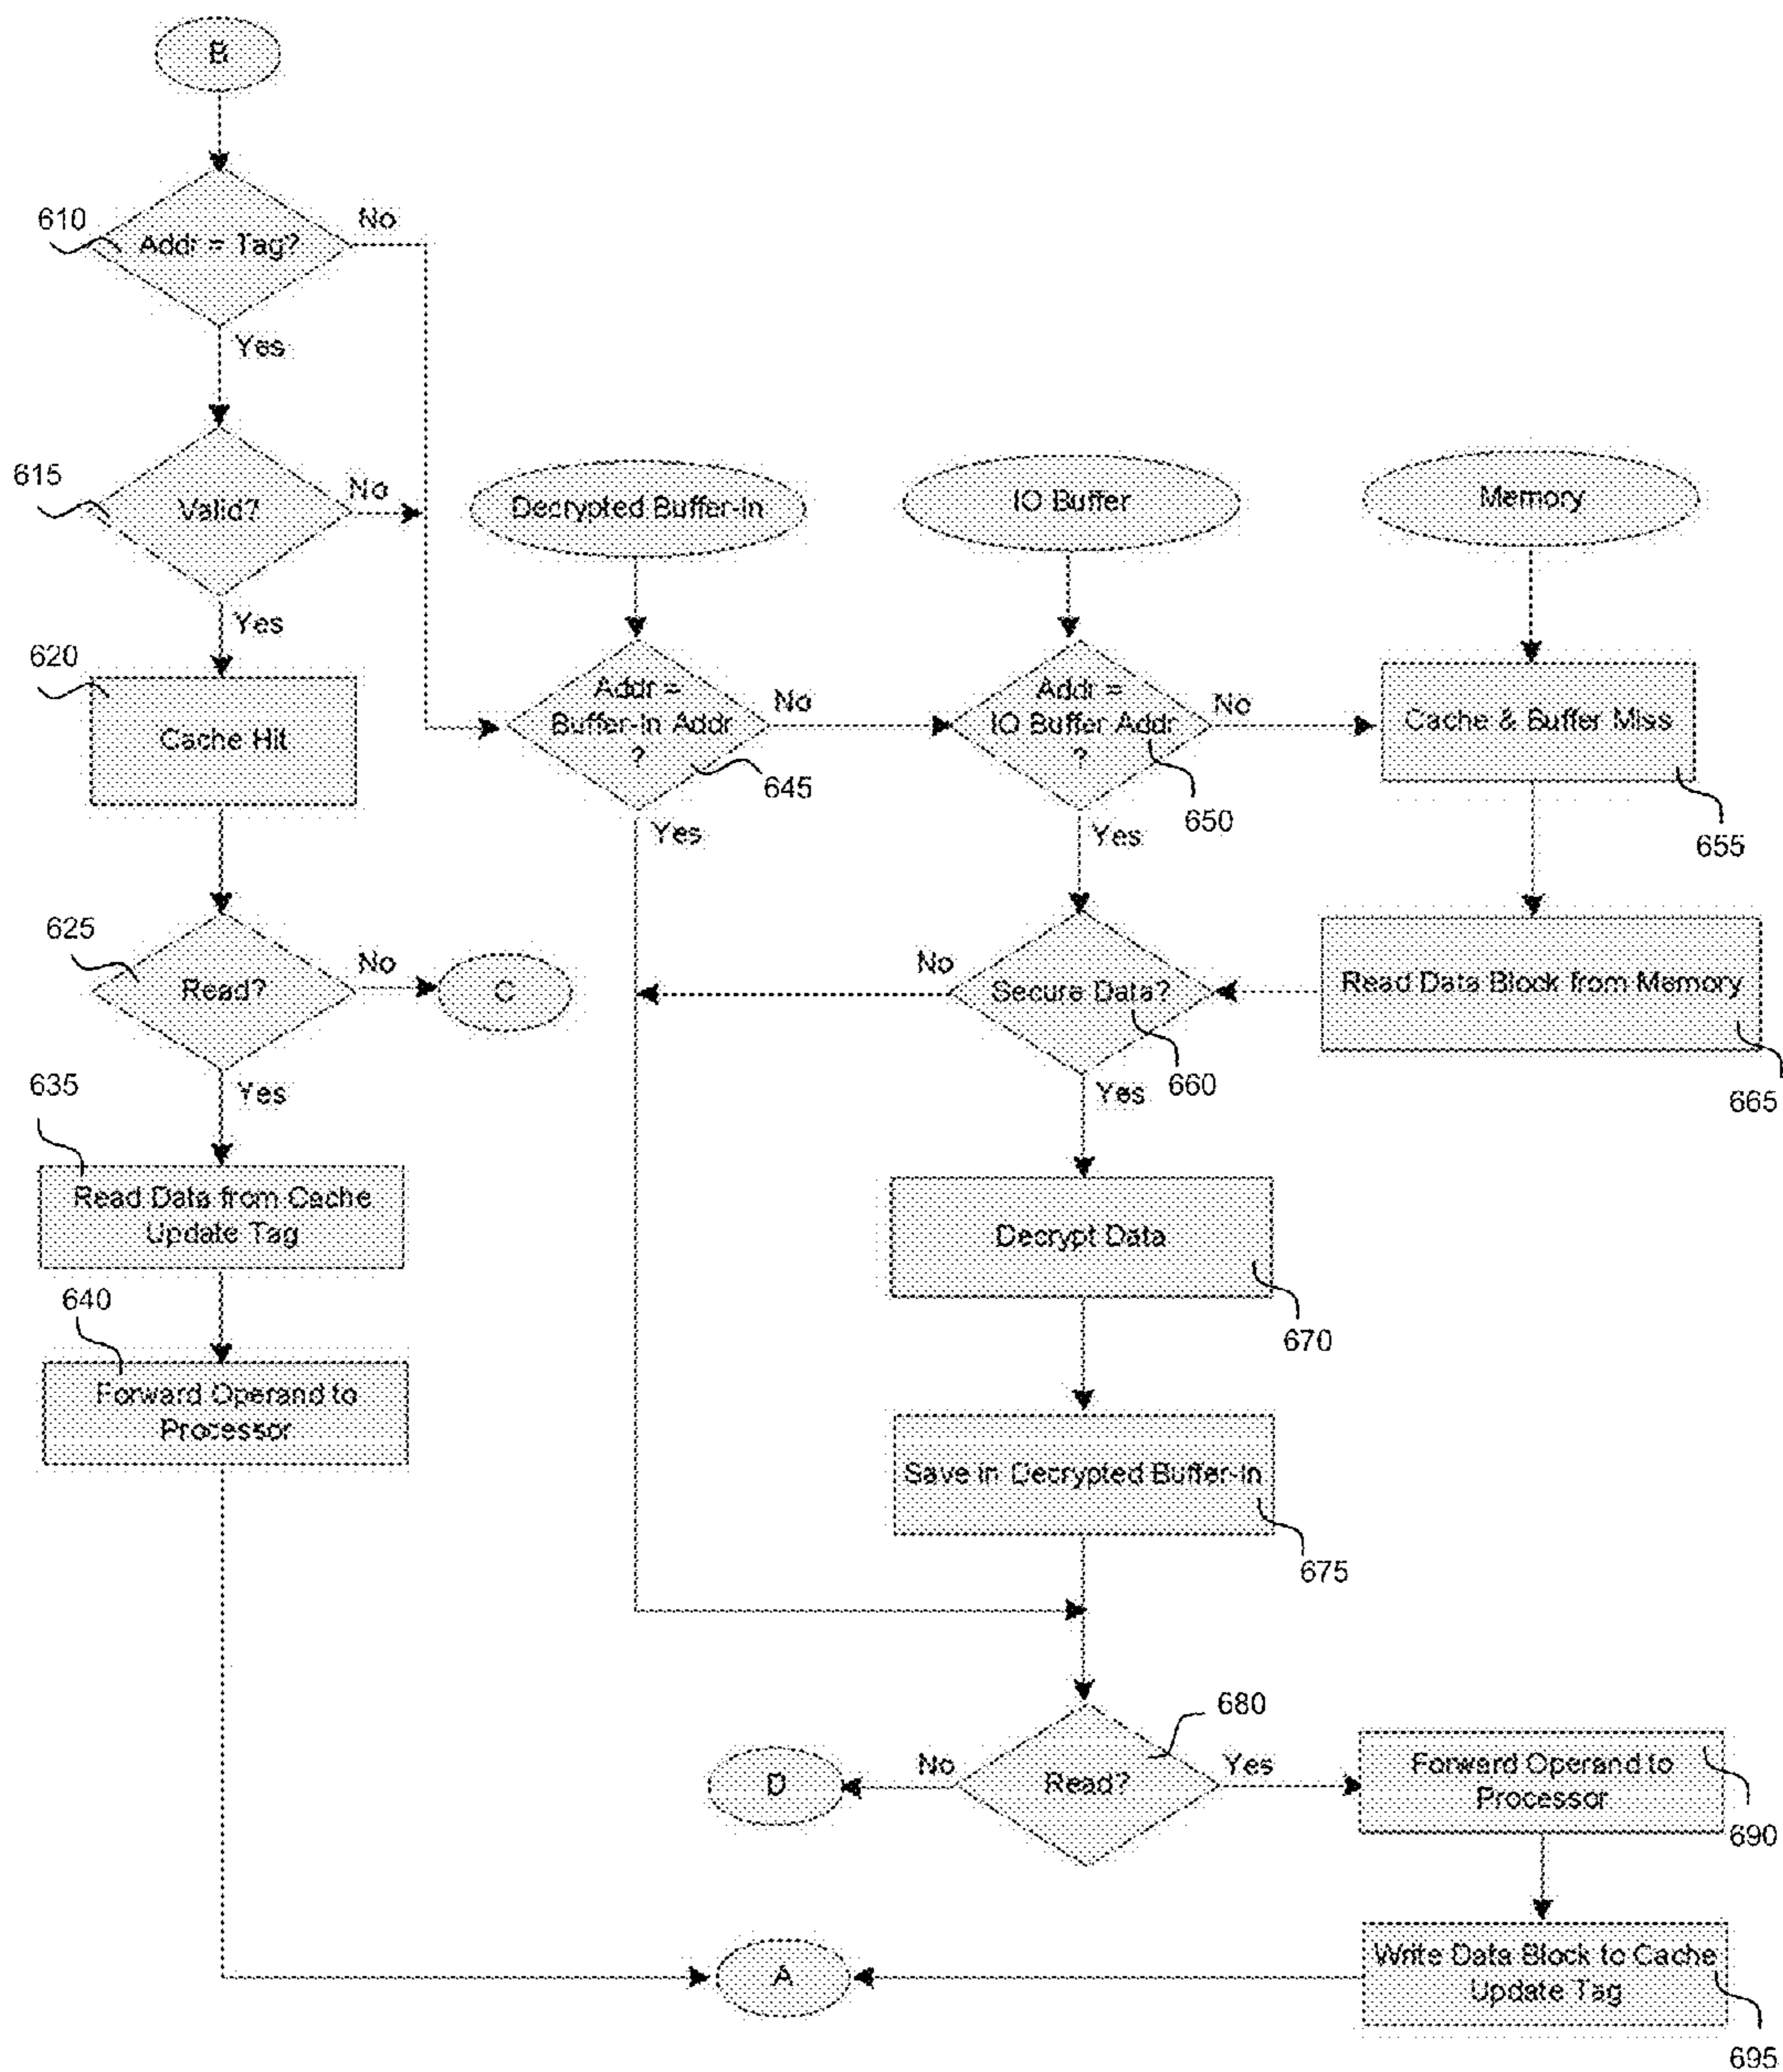 B
610
Addr = Tag?
No
Yes
615
Valid?
No
Yes
Decrypted Buffer-In
IO Buffer
Memory
620
Cache Hit
Addr =
Buffer-In Addr
?
645
No
Yes
Addr =
IO Buffer Addr
?
650
No
Yes
Cache & Buffer Miss
655
625
Read?
No
C
Yes
No
Secure Data?
660
Yes
Read Data Block from Memory
665
635
Read Data from Cache
Update Tag
Decrypt Data
670
640
Forward Operand to
Processor
Save in Decrypted Buffer-In
675
680
Read?
No
D
Yes
Forward Operand to
Processor
690
A
Write Data Block to Cache
Update Tag
695